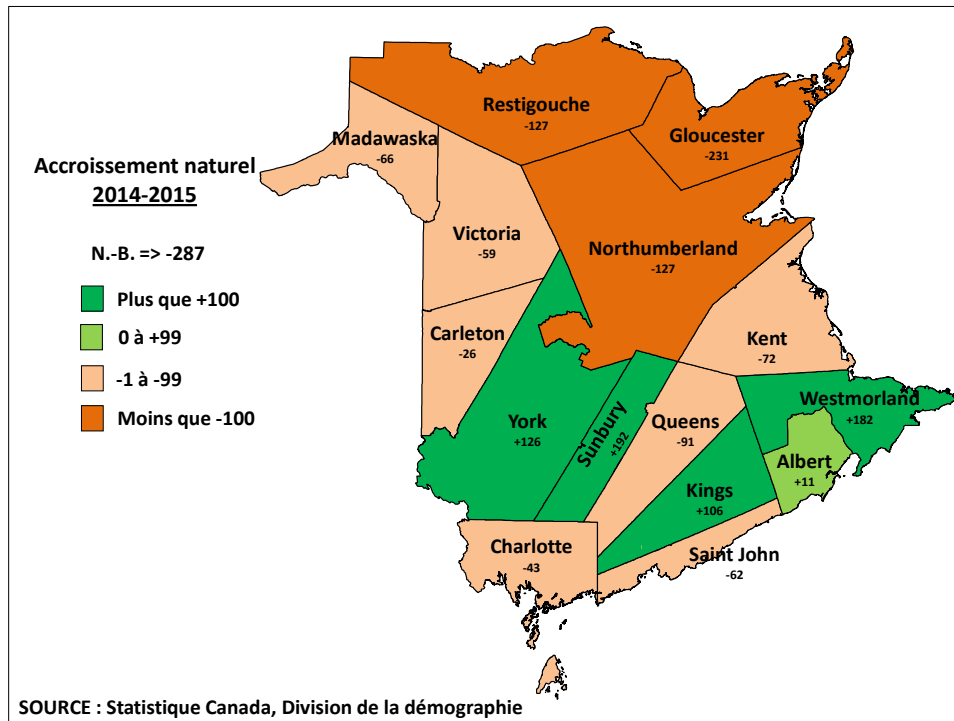 Restigouche
-127
Gloucester
-231
Madawaska
-66
Accroissement naturel
2014-2015
Victoria
-59
Northumberland
-127
N.-B. => -287
Plus que +100
0 à +99
-1 à -99
Moins que -100
Carleton
-26
Kent
-72
York
+126
Sunbury
+192
Queens
-91
Westmorland
+182
Albert
+11
Kings
+106
Charlotte
-43
Saint John
-62
SOURCE : Statistique Canada, Division de la démographie